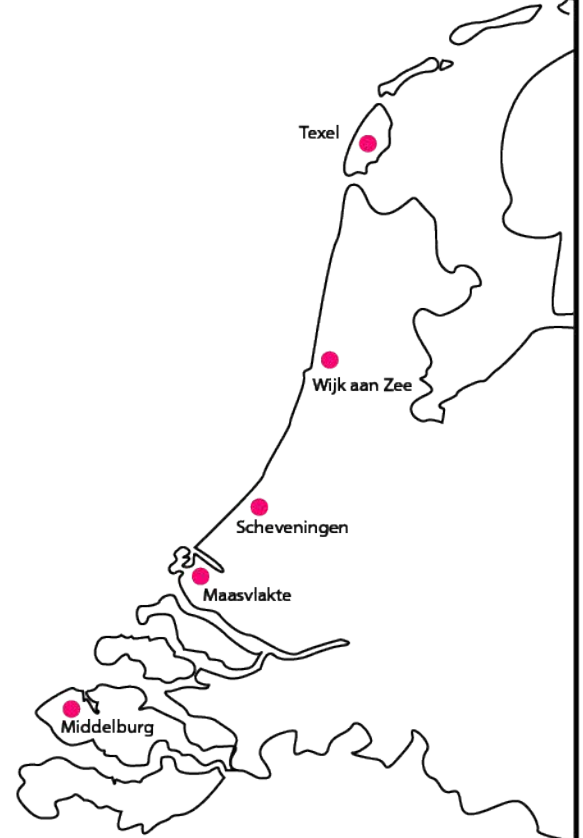 Texel
Wijk aan Zee
Scheveningen
Maasvlakte
Middelburg